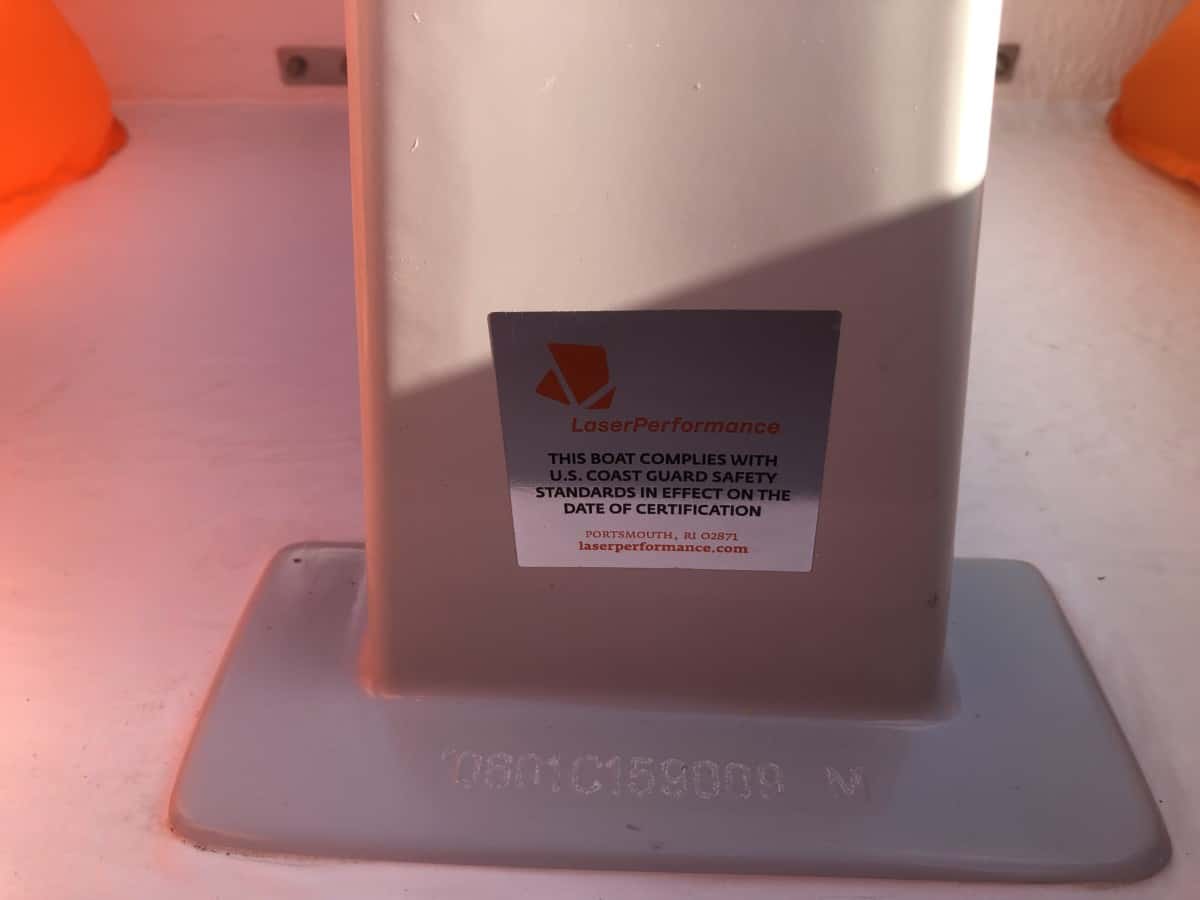 LaserPerformance
THIS BOAT COMPLIES WITH
U.S. COAST GUARD SAFETY
STANDARDS IN EFFECT ON THE
DATE OF CERTIFICATION
PORTSMOUTH, RI 02871
laserperformance.com
0801C159009 M